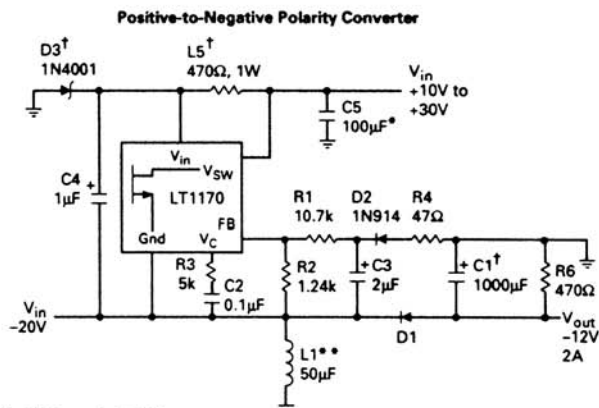 Positive-to-Negative Polarity Converter
D3†
1N4001
L5†
470Ω, 1W
Vin
+10V to
+30V
C5
100μF*
C4
1μF
+
Vin
VSW
LT1170
FB
Gnd
VC
R1
10.7k
D2
1N914
R4
47Ω
R3
5k
C2
0.1μF
R2
1.24k
+
C3
2μF
+
C1†
1000μF
R6
470Ω
Vin
−20V
D1
Vout
−12V
2A
L1**
50μF